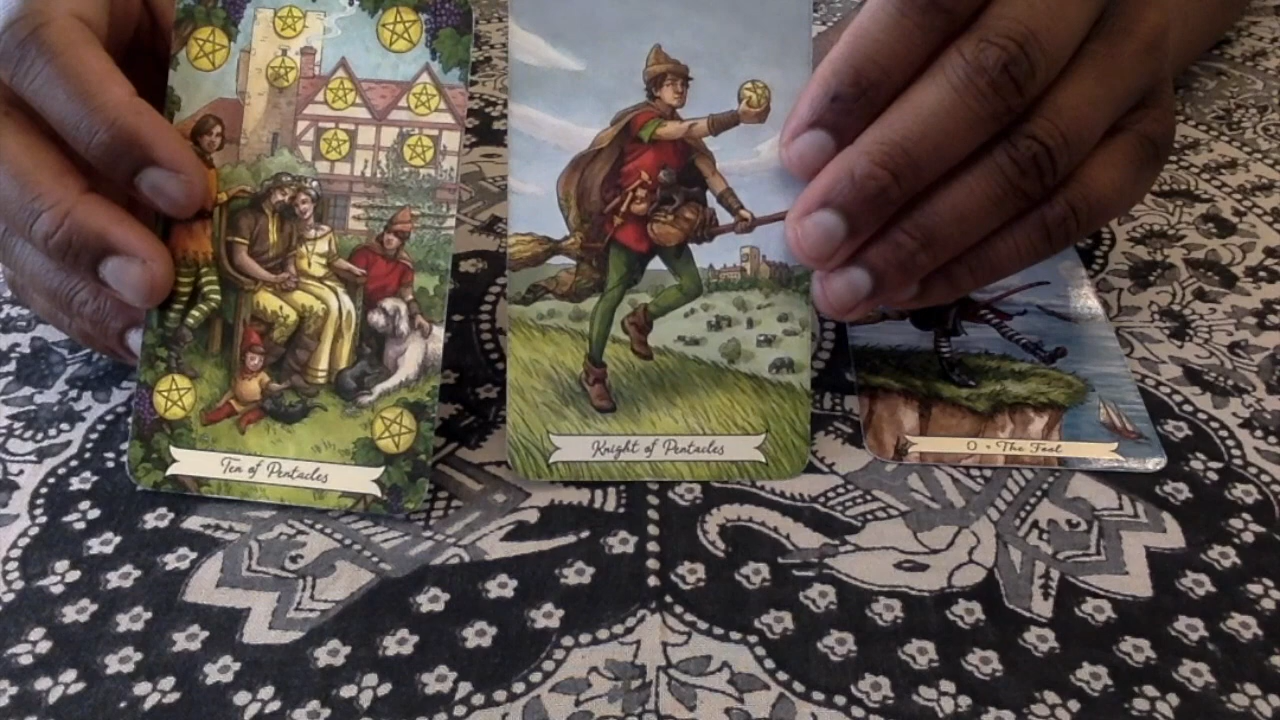 Ten of Pentacles
Knight of Pentacles
0 • The Fool